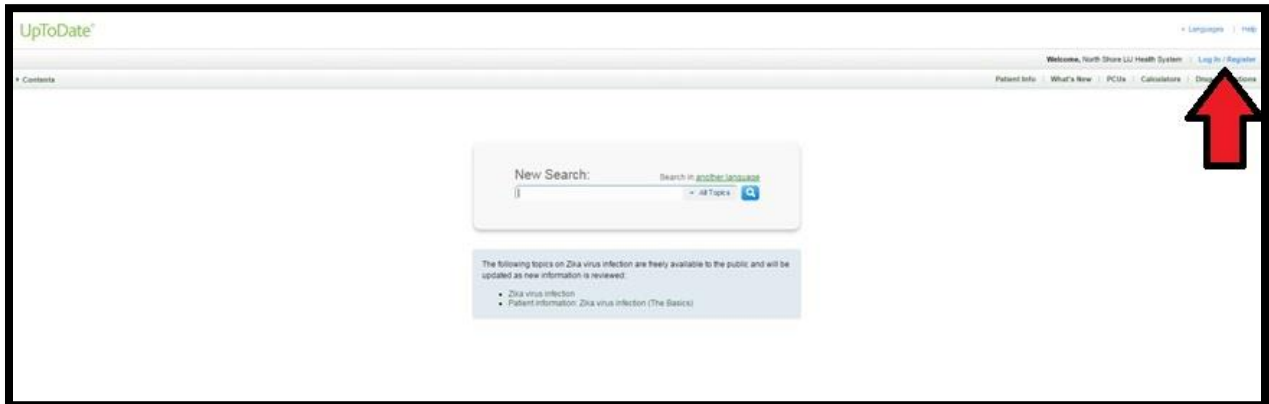 UpToDate®
Languages | Help
Welcome, North Shore LIJ Health System | Log In / Register
Contents
Patient Info | What's New | PCUs | Calculators | Drug
New Search:
Search in another language
All Topics
The following topics on Zika virus infection are freely available to the public and will be
updated as new information is reviewed:
• Zika virus infection
• Patient information: Zika virus infection (The Basics)